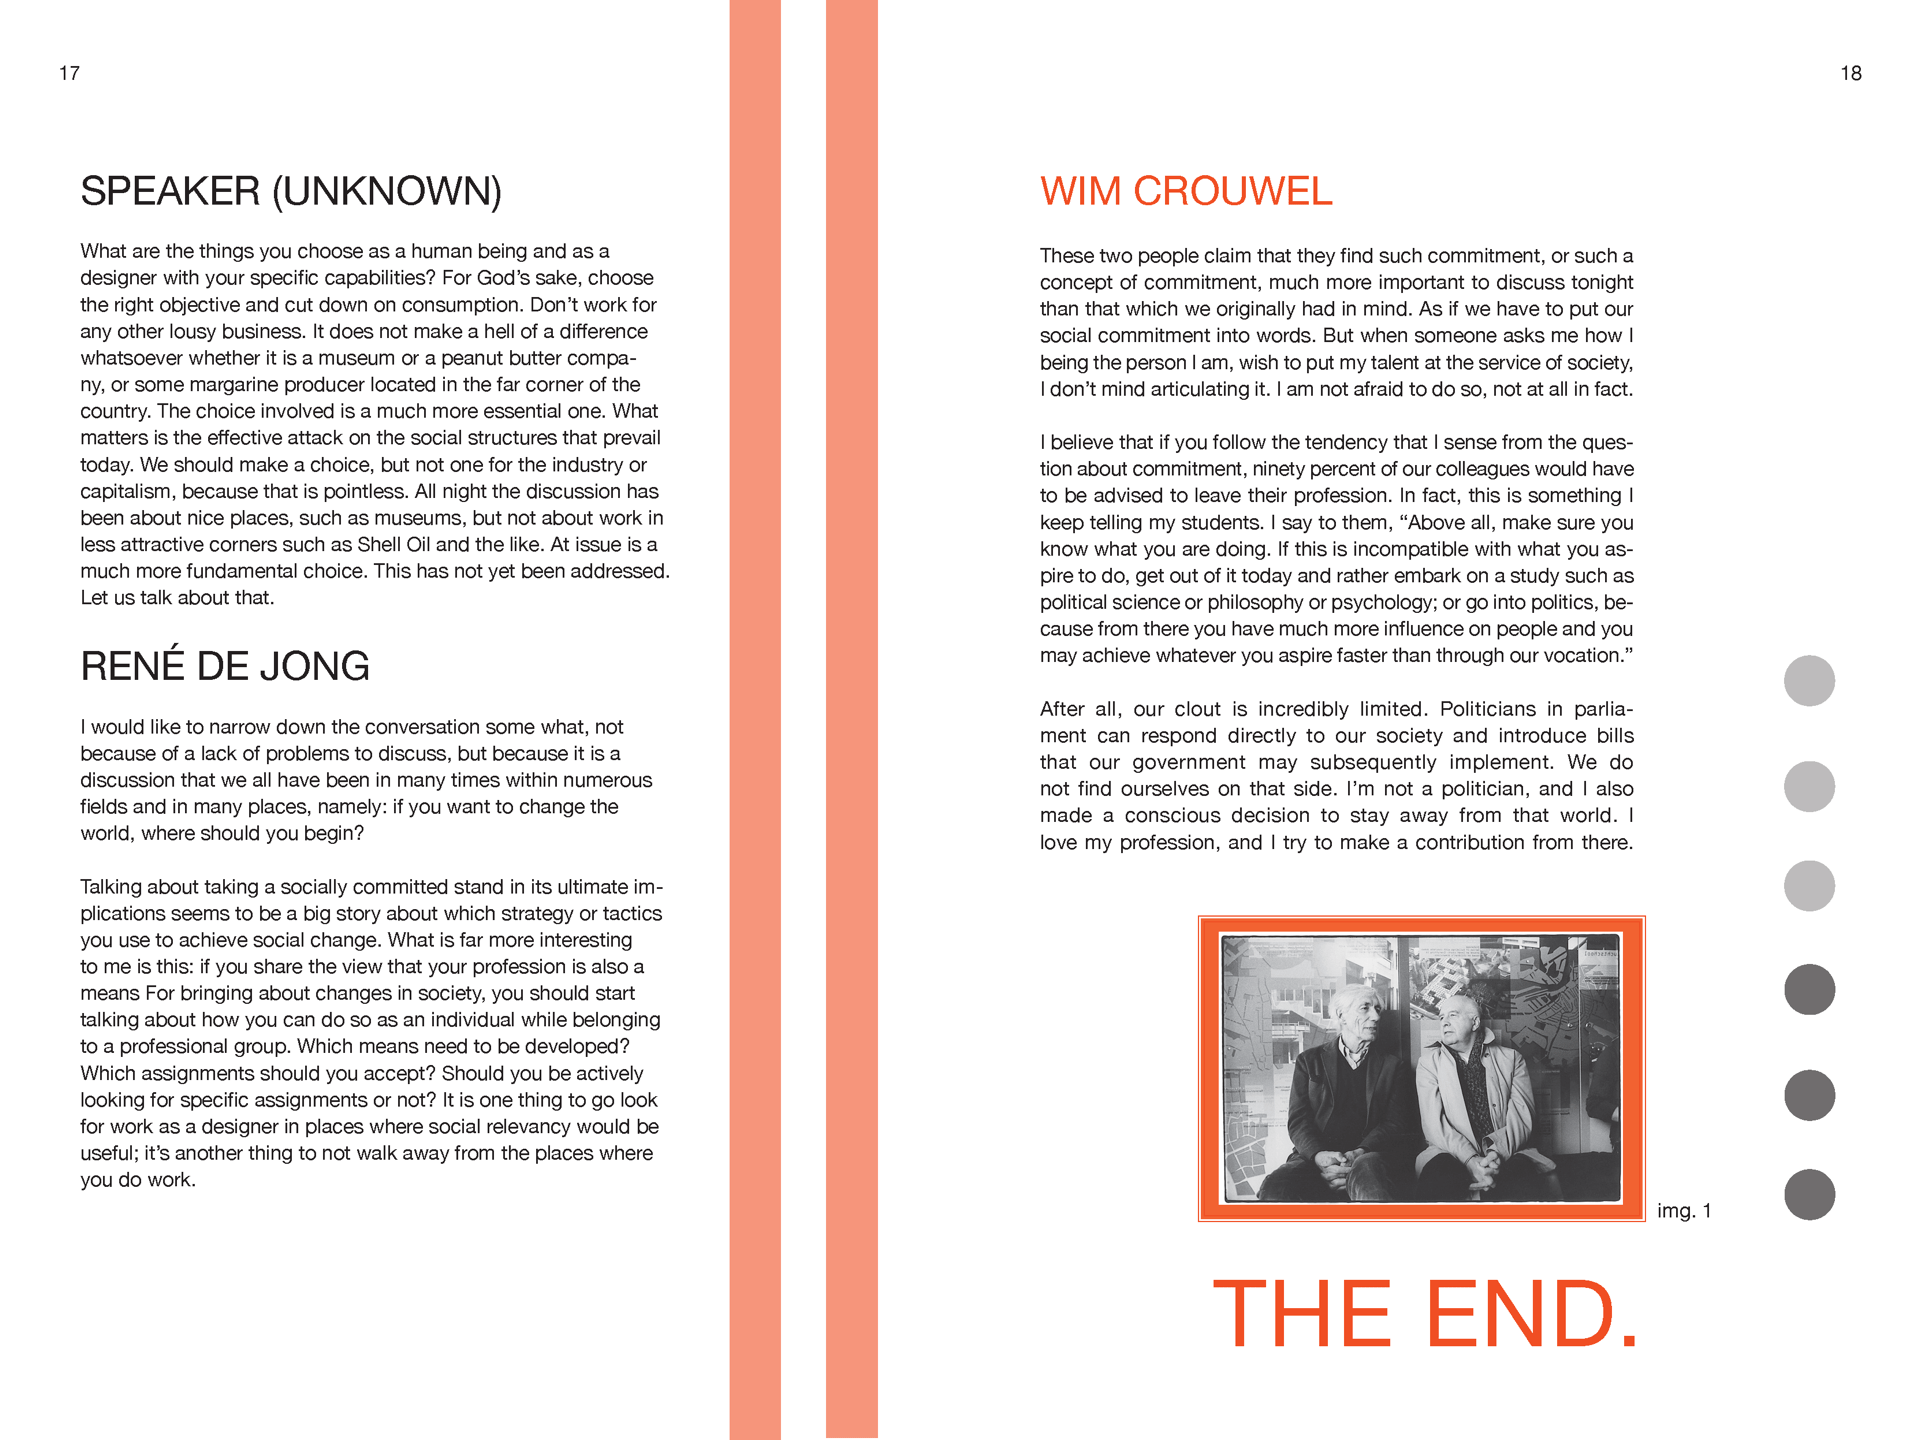 17
SPEAKER (UNKNOWN)
What are the things you choose as a human being and as a
designer with your specific capabilities? For God’s sake, choose
the right objective and cut down on consumption. Don’t work for
any other lousy business. It does not make a hell of a difference
whatsoever whether it is a museum or a peanut butter compa-
ny, or some margarine producer located in the far corner of the
country. The choice involved is a much more essential one. What
matters is the effective attack on the social structures that prevail
today. We should make a choice, but not one for the industry or
capitalism, because that is pointless. All night the discussion has
been about nice places, such as museums, but not about work in
less attractive corners such as Shell Oil and the like. At issue is a
much more fundamental choice. This has not yet been addressed.
Let us talk about that.
RENÉ DE JONG
I would like to narrow down the conversation some what, not
because of a lack of problems to discuss, but because it is a
discussion that we all have been in many times within numerous
fields and in many places, namely: if you want to change the
world, where should you begin?
Talking about taking a socially committed stand in its ultimate im-
plications seems to be a big story about which strategy or tactics
you use to achieve social change. What is far more interesting
to me is this: if you share the view that your profession is also a
means For bringing about changes in society, you should start
talking about how you can do so as an individual while belonging
to a professional group. Which means need to be developed?
Which assignments should you accept? Should you be actively
looking for specific assignments or not? It is one thing to go look
for work as a designer in places where social relevancy would be
useful; it’s another thing to not walk away from the places where
you do work.
18
WIM CROUWEL
These two people claim that they find such commitment, or such a
concept of commitment, much more important to discuss tonight
than that which we originally had in mind. As if we have to put our
social commitment into words. But when someone asks me how I
being the person I am, wish to put my talent at the service of society,
I don’t mind articulating it. I am not afraid to do so, not at all in fact.
I believe that if you follow the tendency that I sense from the ques-
tion about commitment, ninety percent of our colleagues would have
to be advised to leave their profession. In fact, this is something I
keep telling my students. I say to them, “Above all, make sure you
know what you are doing. If this is incompatible with what you as-
pire to do, get out of it today and rather embark on a study such as
political science or philosophy or psychology; or go into politics, be-
cause from there you have much more influence on people and you
may achieve whatever you aspire faster than through our vocation.”
After all, our clout is incredibly limited. Politicians in parlia-
ment can respond directly to our society and introduce bills
that our government may subsequently implement. We do
not find ourselves on that side. I’m not a politician, and I also
made a conscious decision to stay away from that world. I
love my profession, and I try to make a contribution from there.
img. 1
THE END.